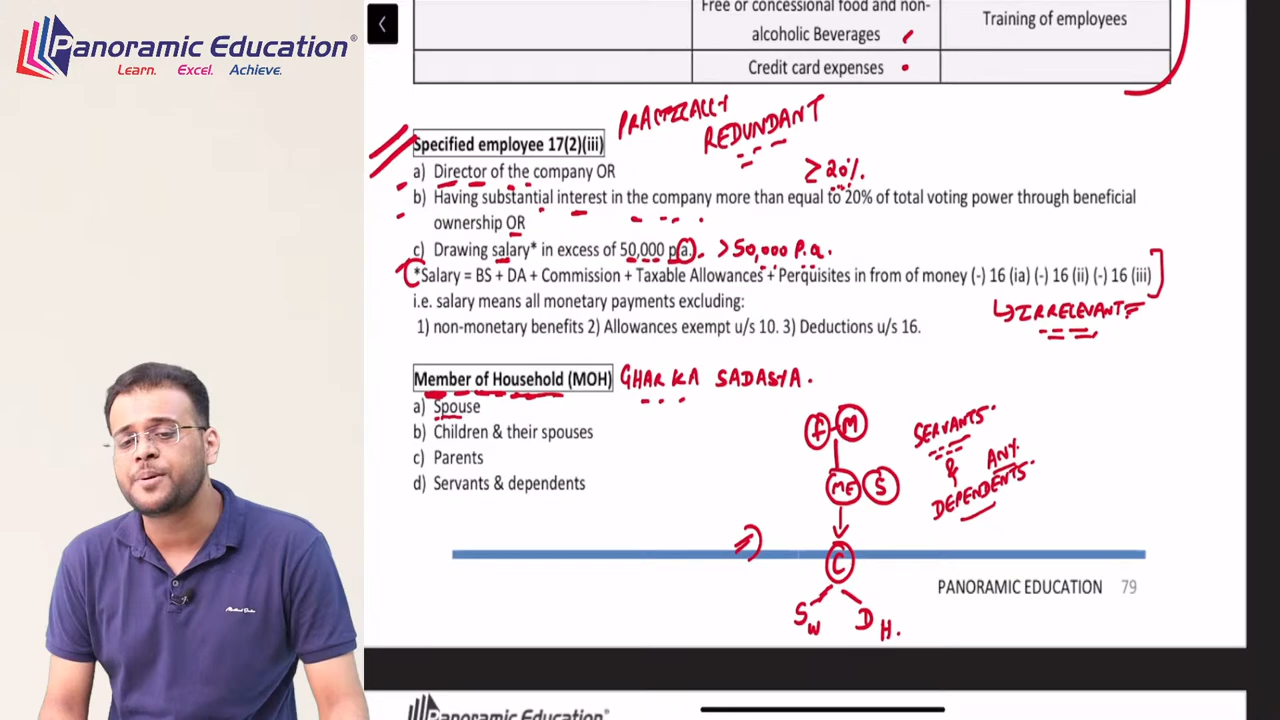 Panoramic Education®
Learn. Excel. Achieve.
Free or concessional food and non-
alcoholic Beverages
Training of employees
Credit card expenses
PRACTICALLY
REDUNDANT
Specified employee 17(2)(iii)
a) Director of the company OR
≥ 20%.
b) Having substantial interest in the company more than equal to 20% of total voting power through beneficial
ownership OR
c) Drawing salary* in excess of 50,000 p.a. > 50,000 P.a.
*Salary = BS + DA + Commission + Taxable Allowances + Perquisites in from of money (-) 16 (ia) (-) 16 (ii) (-) 16 (iii)
i.e. salary means all monetary payments excluding:
IRRELEVANT
1) non-monetary benefits 2) Allowances exempt u/s 10. 3) Deductions u/s 16.
Member of Household (MOH) GHAR KA SADASYA.
a) Spouse
F M
SERVANTS
b) Children & their spouses
&
ANY
c) Parents
DEPENDENTS
d) Servants & dependents
ME S
C
PANORAMIC EDUCATION 79
S W D H.
Panoramic Education®